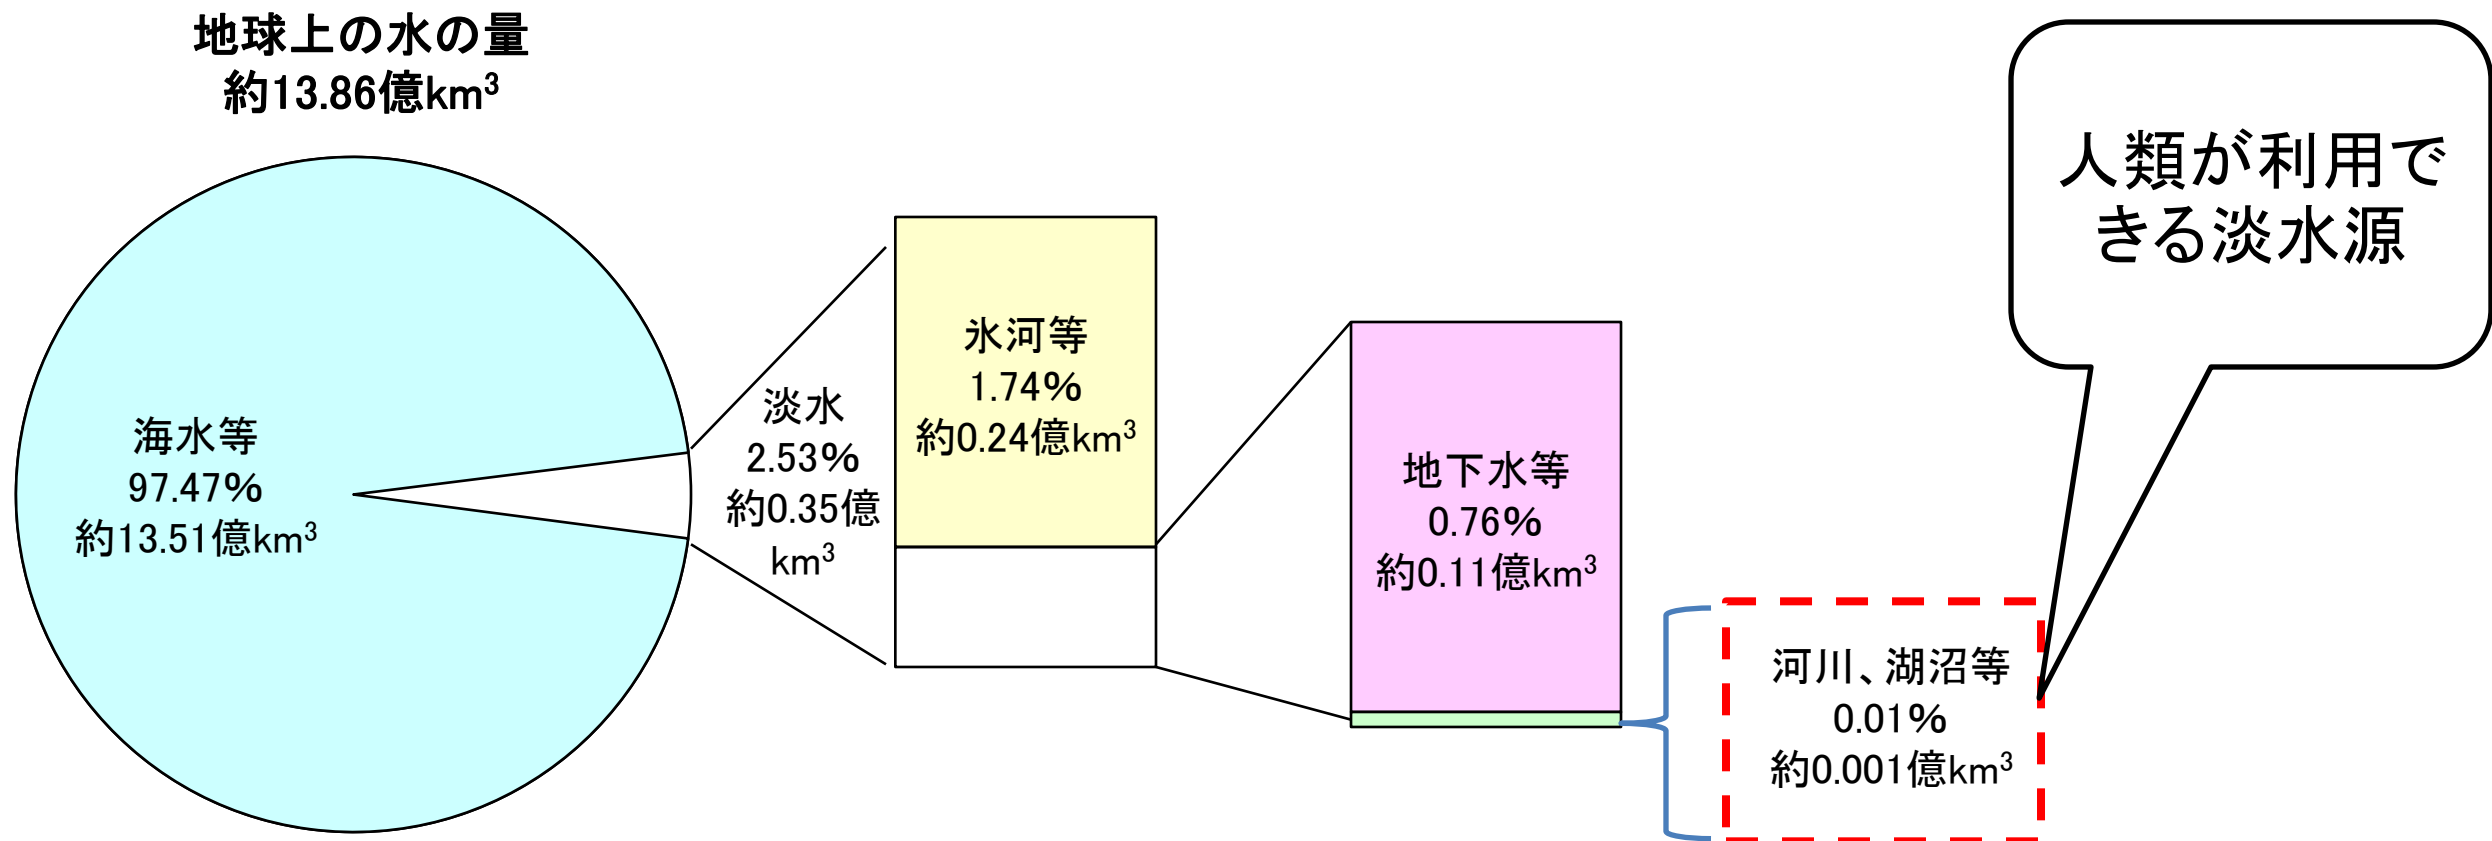 地球上の水の量
約13.86億km³
海水等
97.47%
約13.51億km³
淡水
2.53%
約0.35億
km³
氷河等
1.74%
約0.24億km³
地下水等
0.76%
約0.11億km³
河川、湖沼等
0.01%
約0.001億km³
人類が利用で
きる淡水源